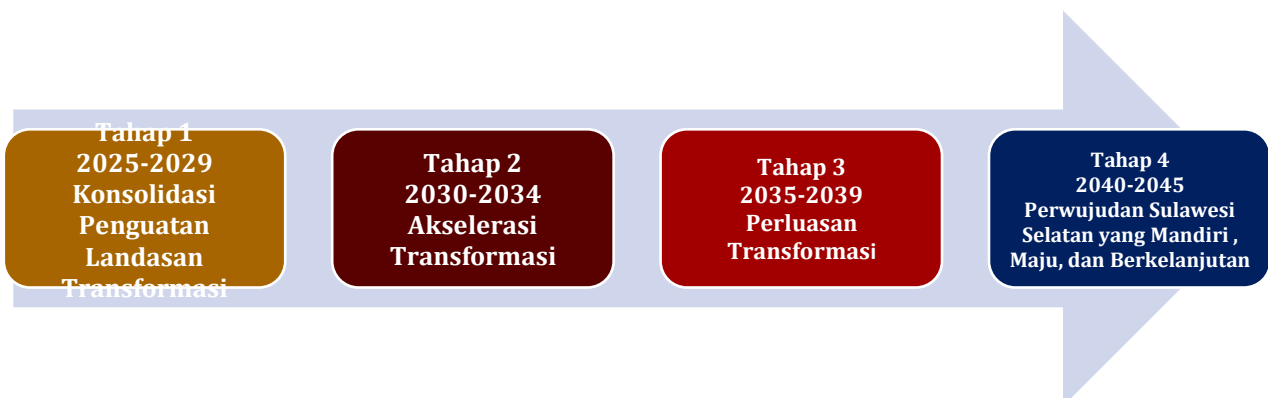 Tahap 1
2025-2029
Konsolidasi
Penguatan
Landasan
Transformasi
Tahap 2
2030-2034
Akselerasi
Transformasi
Tahap 3
2035-2039
Perluasan
Transformasi
Tahap 4
2040-2045
Perwujudan Sulawesi
Selatan yang Mandiri ,
Maju, dan Berkelanjutan